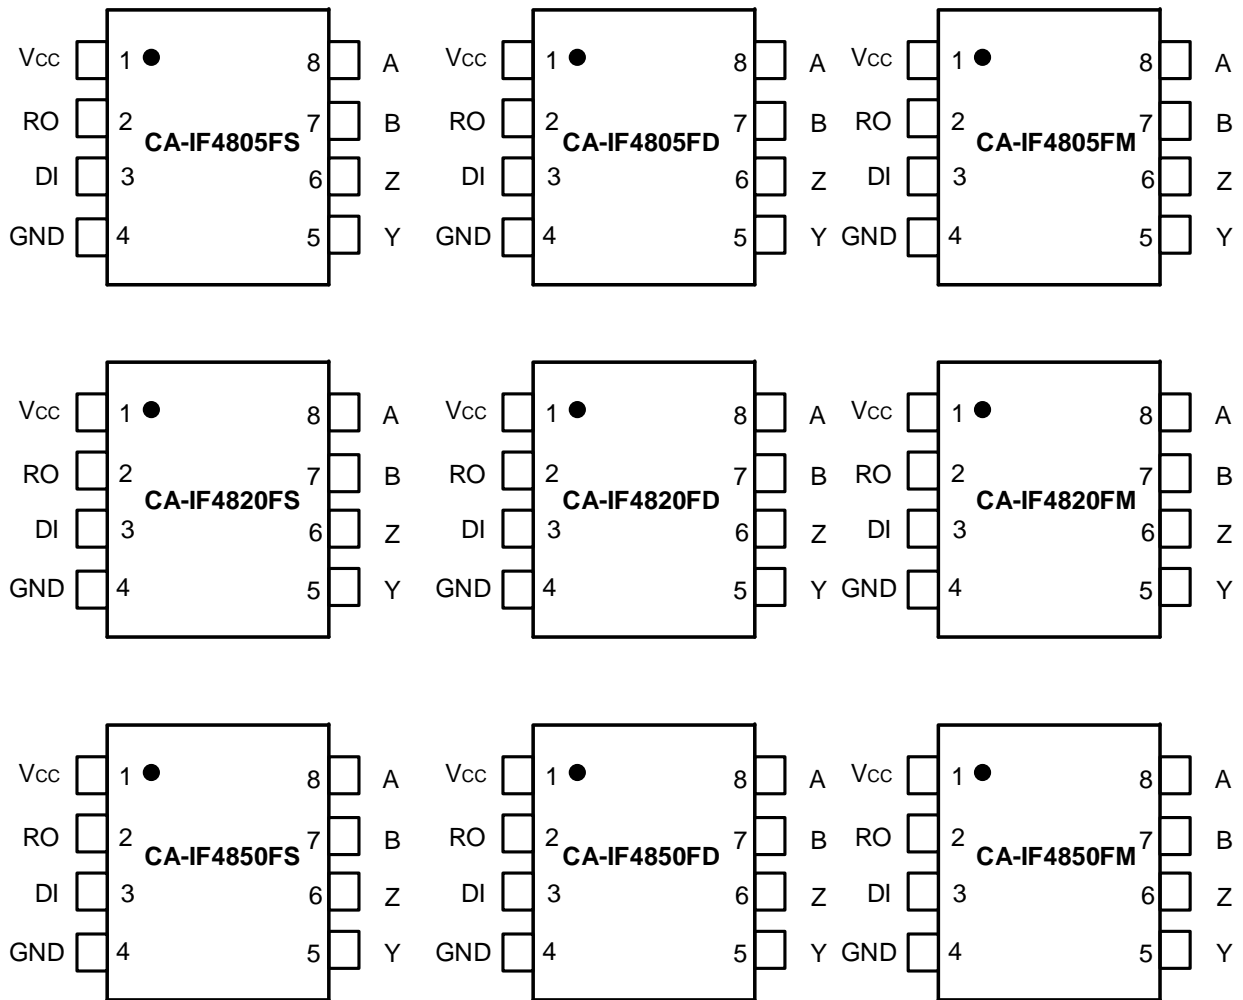 Vcc 1 8 A Vcc 1 8 A Vcc 1 8 A
RO 2 7 B RO 2 7 B RO 2 7 B
CA-IF4805FS CA-IF4805FD CA-IF4805FM
DI 3 6 Z DI 3 6 Z DI 3 6 Z
GND 4 5 Y GND 4 5 Y GND 4 5 Y
Vcc 1 8 A Vcc 1 8 A Vcc 1 8 A
RO 2 7 B RO 2 7 B RO 2 7 B
CA-IF4820FS CA-IF4820FD CA-IF4820FM
DI 3 6 Z DI 3 6 Z DI 3 6 Z
GND 4 5 Y GND 4 5 Y GND 4 5 Y
Vcc 1 8 A Vcc 1 8 A Vcc 1 8 A
RO 2 7 B RO 2 7 B RO 2 7 B
CA-IF4850FS CA-IF4850FD CA-IF4850FM
DI 3 6 Z DI 3 6 Z DI 3 6 Z
GND 4 5 Y GND 4 5 Y GND 4 5 Y